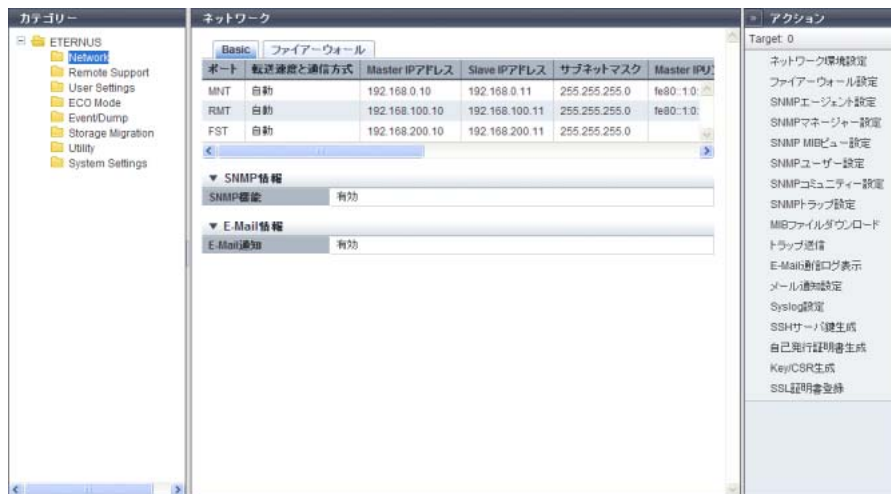 カテゴリー
ETERNUS
Network
Remote Support
User Settings
ECO Mode
Event/Dump
Storage Migration
Utility
System Settings
ネットワーク
Basic ファイアーウォール
ポート 転送速度と通信方式 Master IPアドレス Slave IPアドレス サブネットマスク Master IPリ
MNT 自動 192.168.0.10 192.168.0.11 255.255.255.0 fe80::1:0:
RMT 自動 192.168.100.10 192.168.100.11 255.255.255.0 fe80::1:0:
FST 自動 192.168.200.10 192.168.200.11 255.255.255.0
▼ SNMP情報
SNMP機能 有効
▼ E-Mail情報
E-Mail通知 有効
» アクション
Target: 0
ネットワーク環境設定
ファイアーウォール設定
SNMPエージェント設定
SNMPマネージャー設定
SNMP MIBビュー設定
SNMPユーザー設定
SNMPコミュニティー設定
SNMPトラップ設定
MIBファイルダウンロード
トラップ送信
E-Mail通信ログ表示
メール通知設定
Syslog設定
SSHサーバ鍵生成
自己発行証明書生成
Key/CSR生成
SSL証明書登録